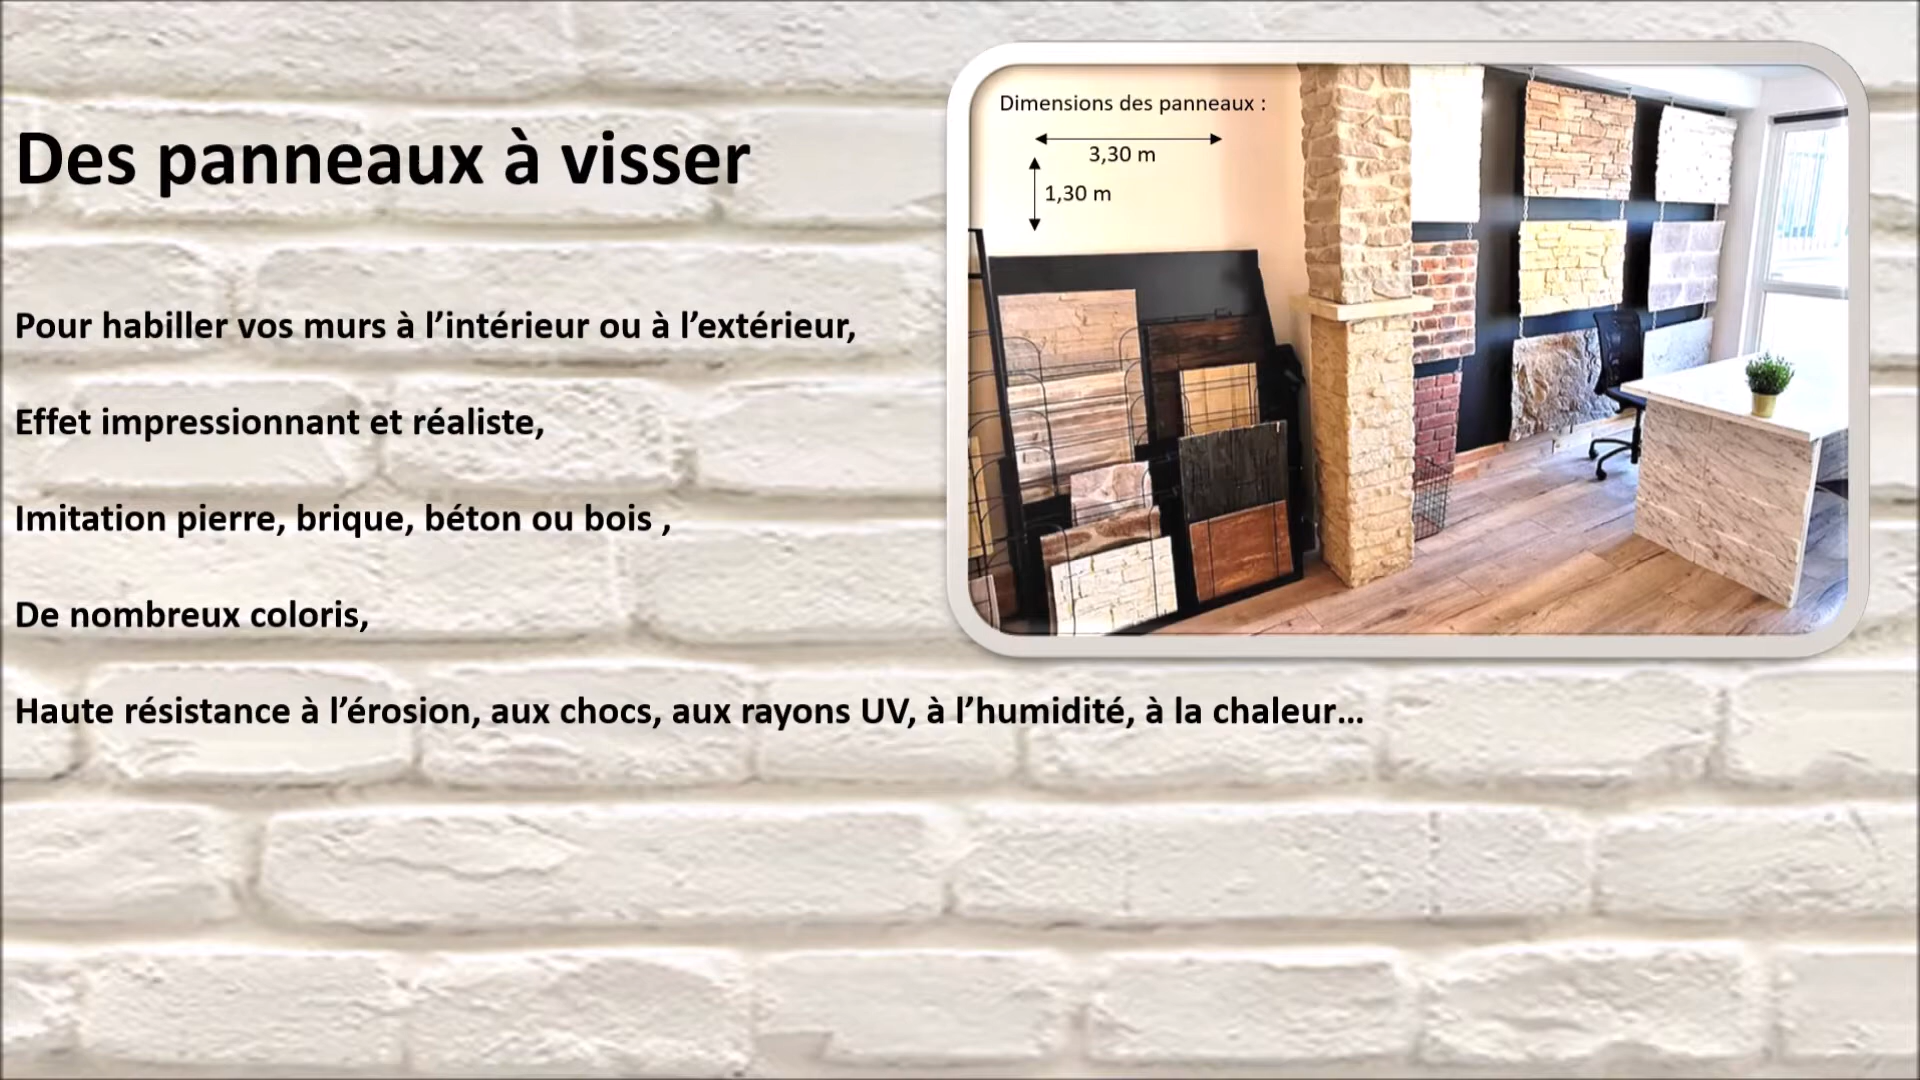 Des panneaux à visser
Dimensions des panneaux :
3,30 m
1,30 m
Pour habiller vos murs à l’intérieur ou à l’extérieur,
Effet impressionnant et réaliste,
Imitation pierre, brique, béton ou bois ,
De nombreux coloris,
Haute résistance à l’érosion, aux chocs, aux rayons UV, à l’humidité, à la chaleur...